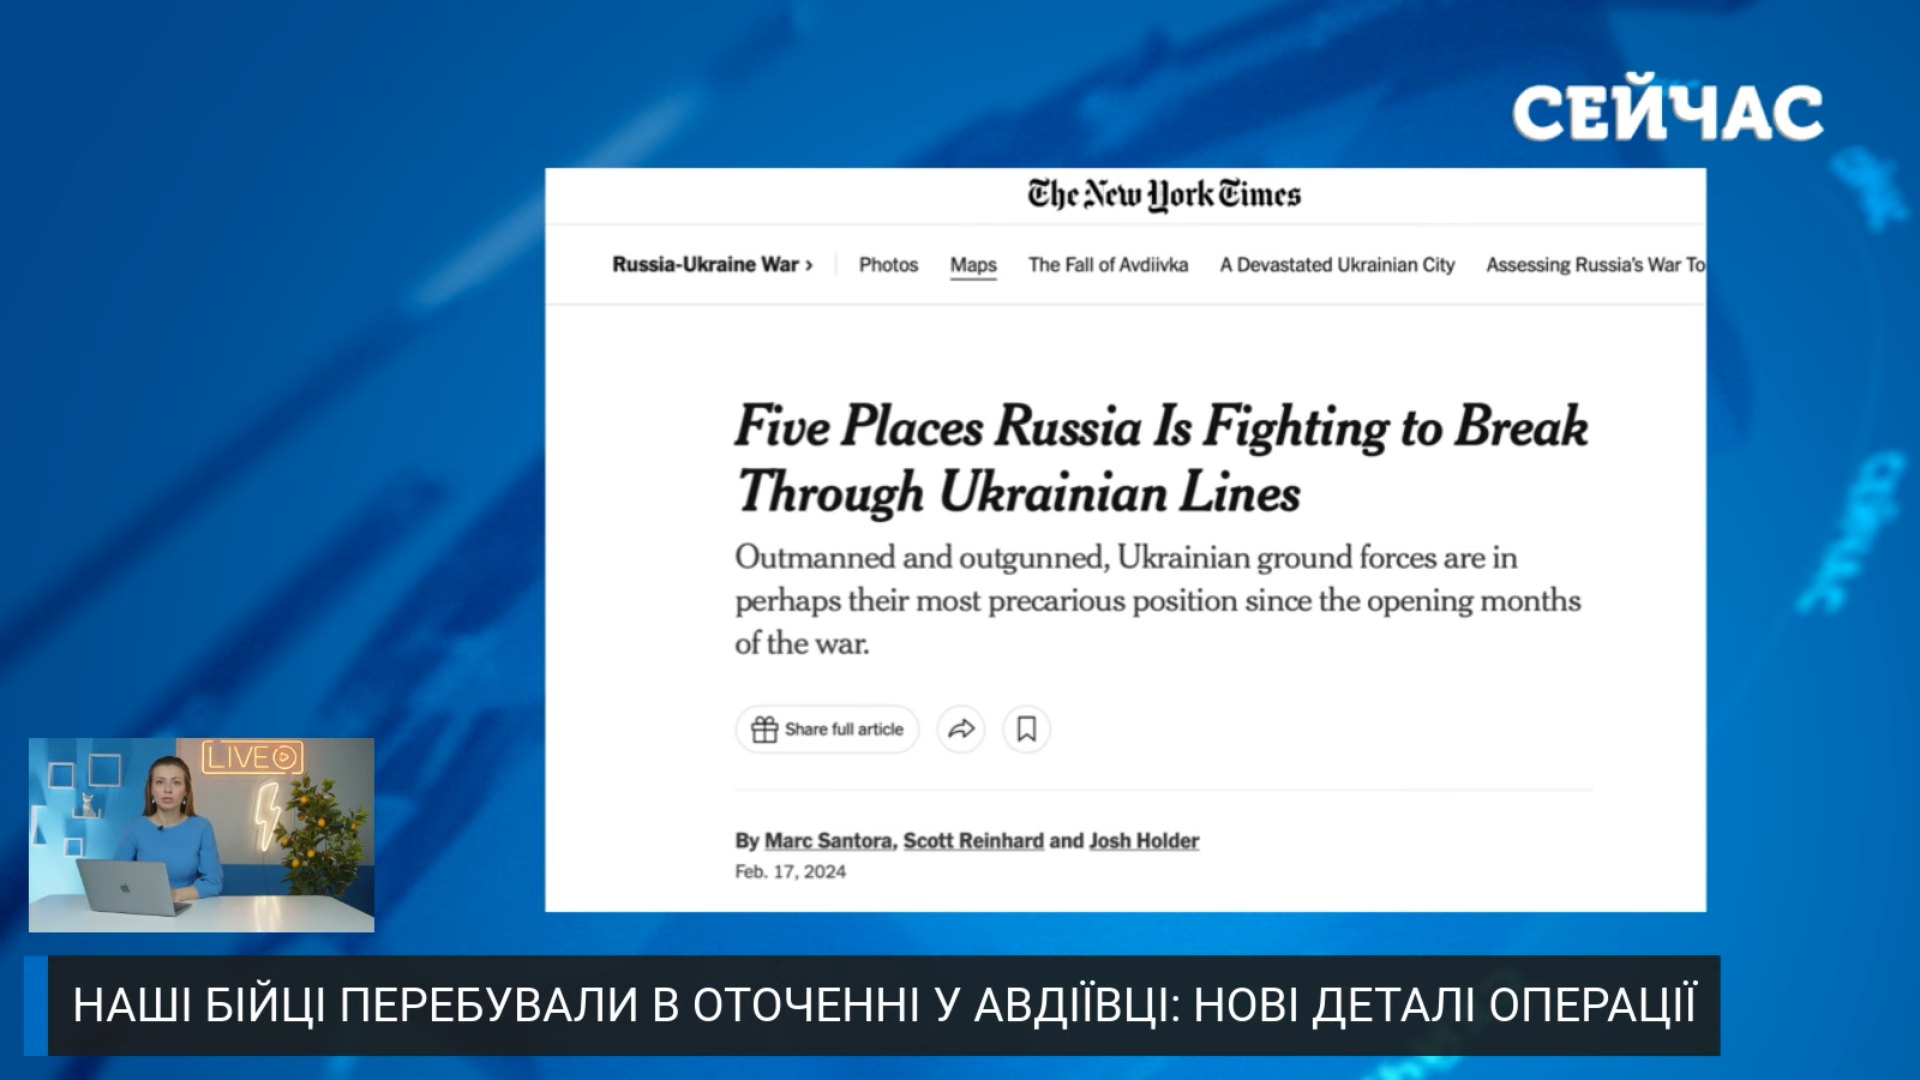 СЕЙЧАС
The New York Times
Russia-Ukraine War › Photos Maps The Fall of Avdiivka A Devastated Ukrainian City Assessing Russia's War To
Five Places Russia Is Fighting to Break
Through Ukrainian Lines
Outmanned and outgunned, Ukrainian ground forces are in
perhaps their most precarious position since the opening months
of the war.
Share full article
By Marc Santora, Scott Reinhard and Josh Holder
Feb. 17, 2024
LIVE
НАШІ БІЙЦІ ПЕРЕБУВАЛИ В ОТОЧЕННІ У АВДІЇВЦІ: НОВІ ДЕТАЛІ ОПЕРАЦІЇ